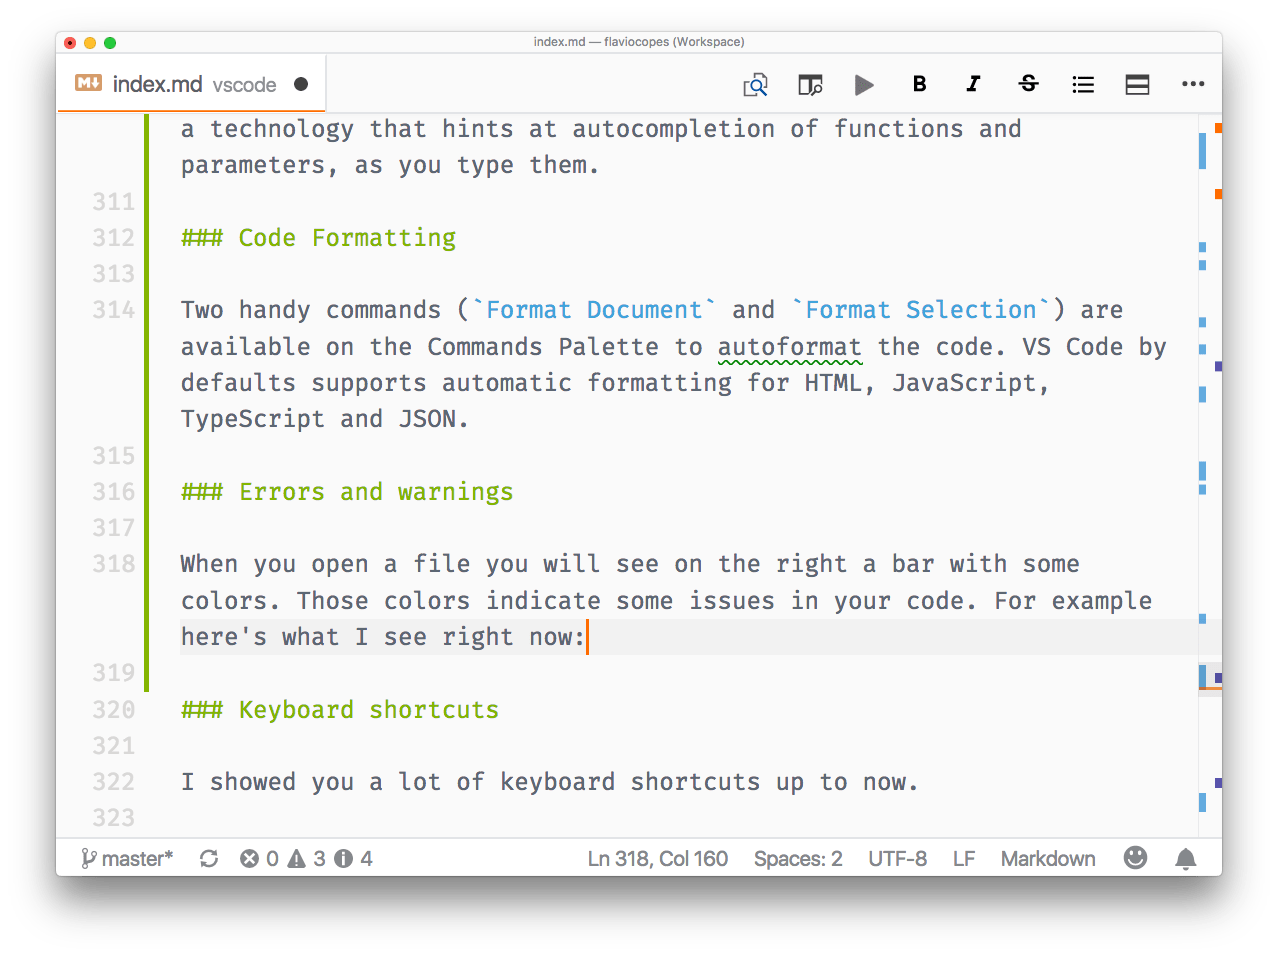 index.md — flaviocopes (Workspace)
M↓ index.md vscode
B I S
a technology that hints at autocompletion of functions and
parameters, as you type them.
311
312 ### Code Formatting
313
314 Two handy commands (`Format Document` and `Format Selection`) are
available on the Commands Palette to autoformat the code. VS Code by
defaults supports automatic formatting for HTML, JavaScript,
TypeScript and JSON.
315
316 ### Errors and warnings
317
318 When you open a file you will see on the right a bar with some
colors. Those colors indicate some issues in your code. For example
here's what I see right now:
319
320 ### Keyboard shortcuts
321
322 I showed you a lot of keyboard shortcuts up to now.
323
master* 0 3 4 Ln 318, Col 160 Spaces: 2 UTF-8 LF Markdown